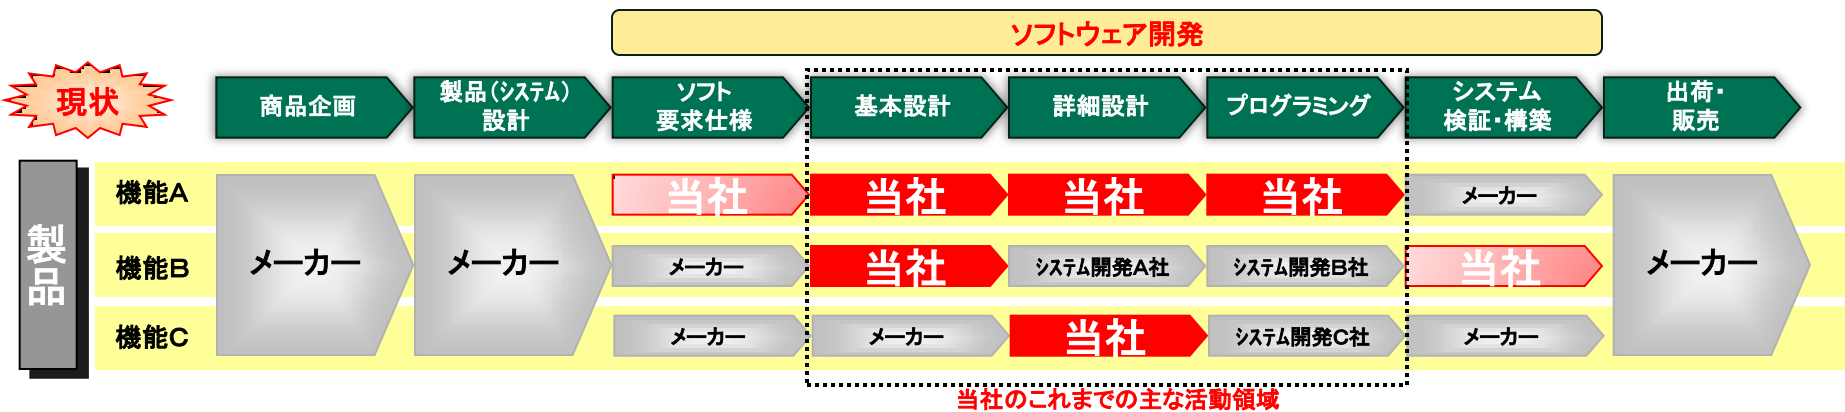 ソフトウェア開発
現状
商品企画
製品（システム）
設計
ソフト
要求仕様
基本設計
詳細設計
プログラミング
システム
検証・構築
出荷・
販売
製品
機能A
メーカー
メーカー
当社
当社
当社
当社
メーカー
メーカー
機能B
メーカー
当社
システム開発A社
システム開発B社
当社
機能C
メーカー
メーカー
当社
システム開発C社
メーカー
当社のこれまでの主な活動領域